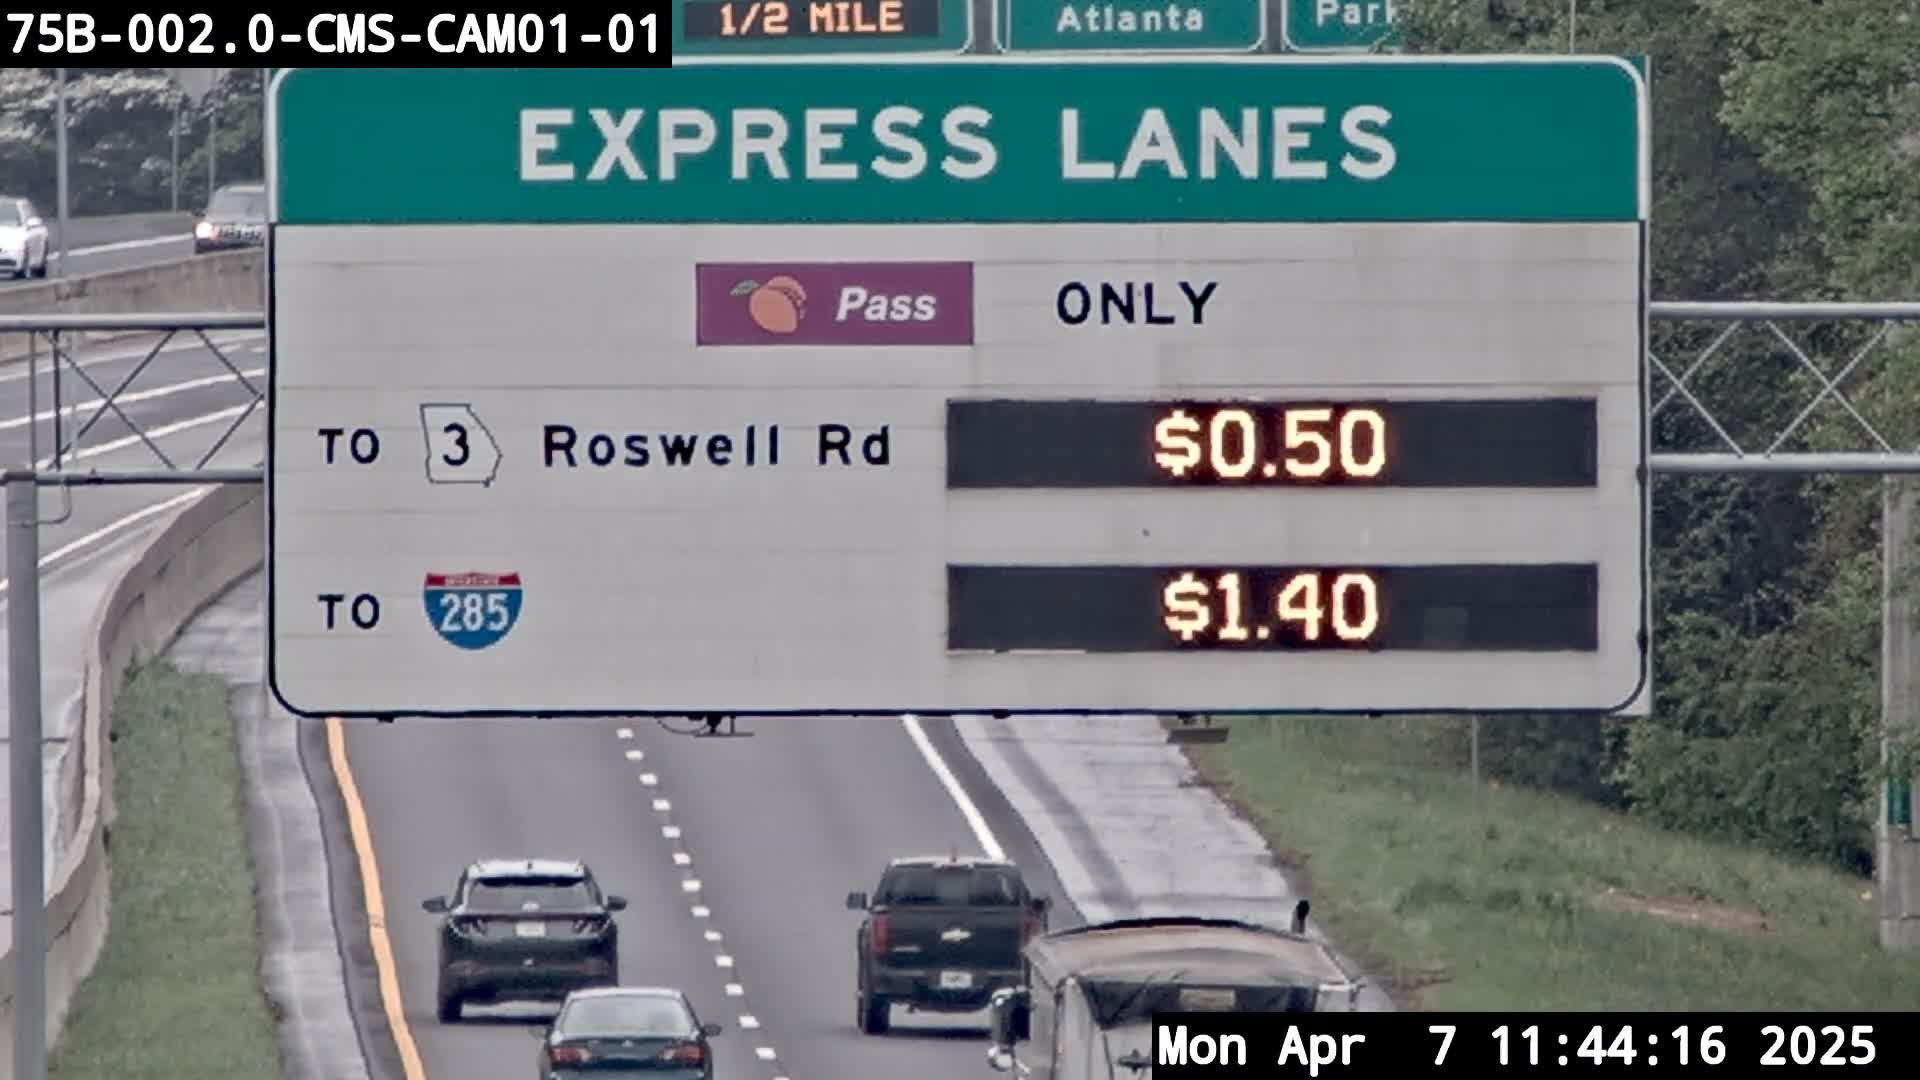 75B-002.0-CMS-CAM01-01
1/2 MILE
Atlanta
EXPRESS LANES
Pass ONLY
TO 3 Roswell Rd $0.50
TO INTERSTATE 285 $1.40
Mon Apr 7 11:44:16 2025